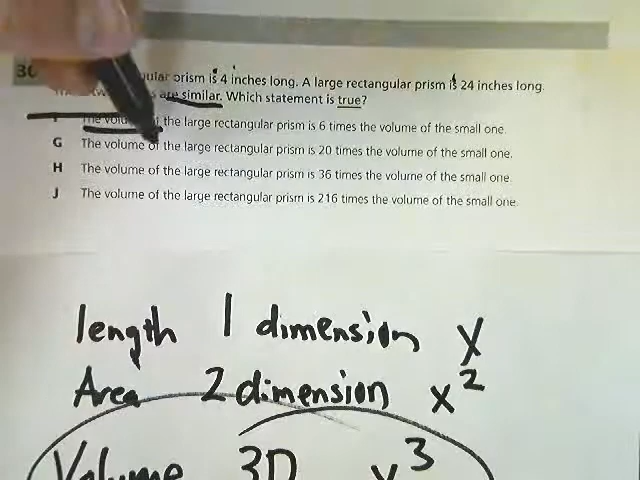 30 ular prism is 4 inches long. A large rectangular prism is 24 inches long.
are similar. Which statement is true?
F The volume of the large rectangular prism is 6 times the volume of the small one.
G The volume of the large rectangular prism is 20 times the volume of the small one.
H The volume of the large rectangular prism is 36 times the volume of the small one.
J The volume of the large rectangular prism is 216 times the volume of the small one.
length 1 dimension x
Area 2 dimension x²
Volume 3D x³